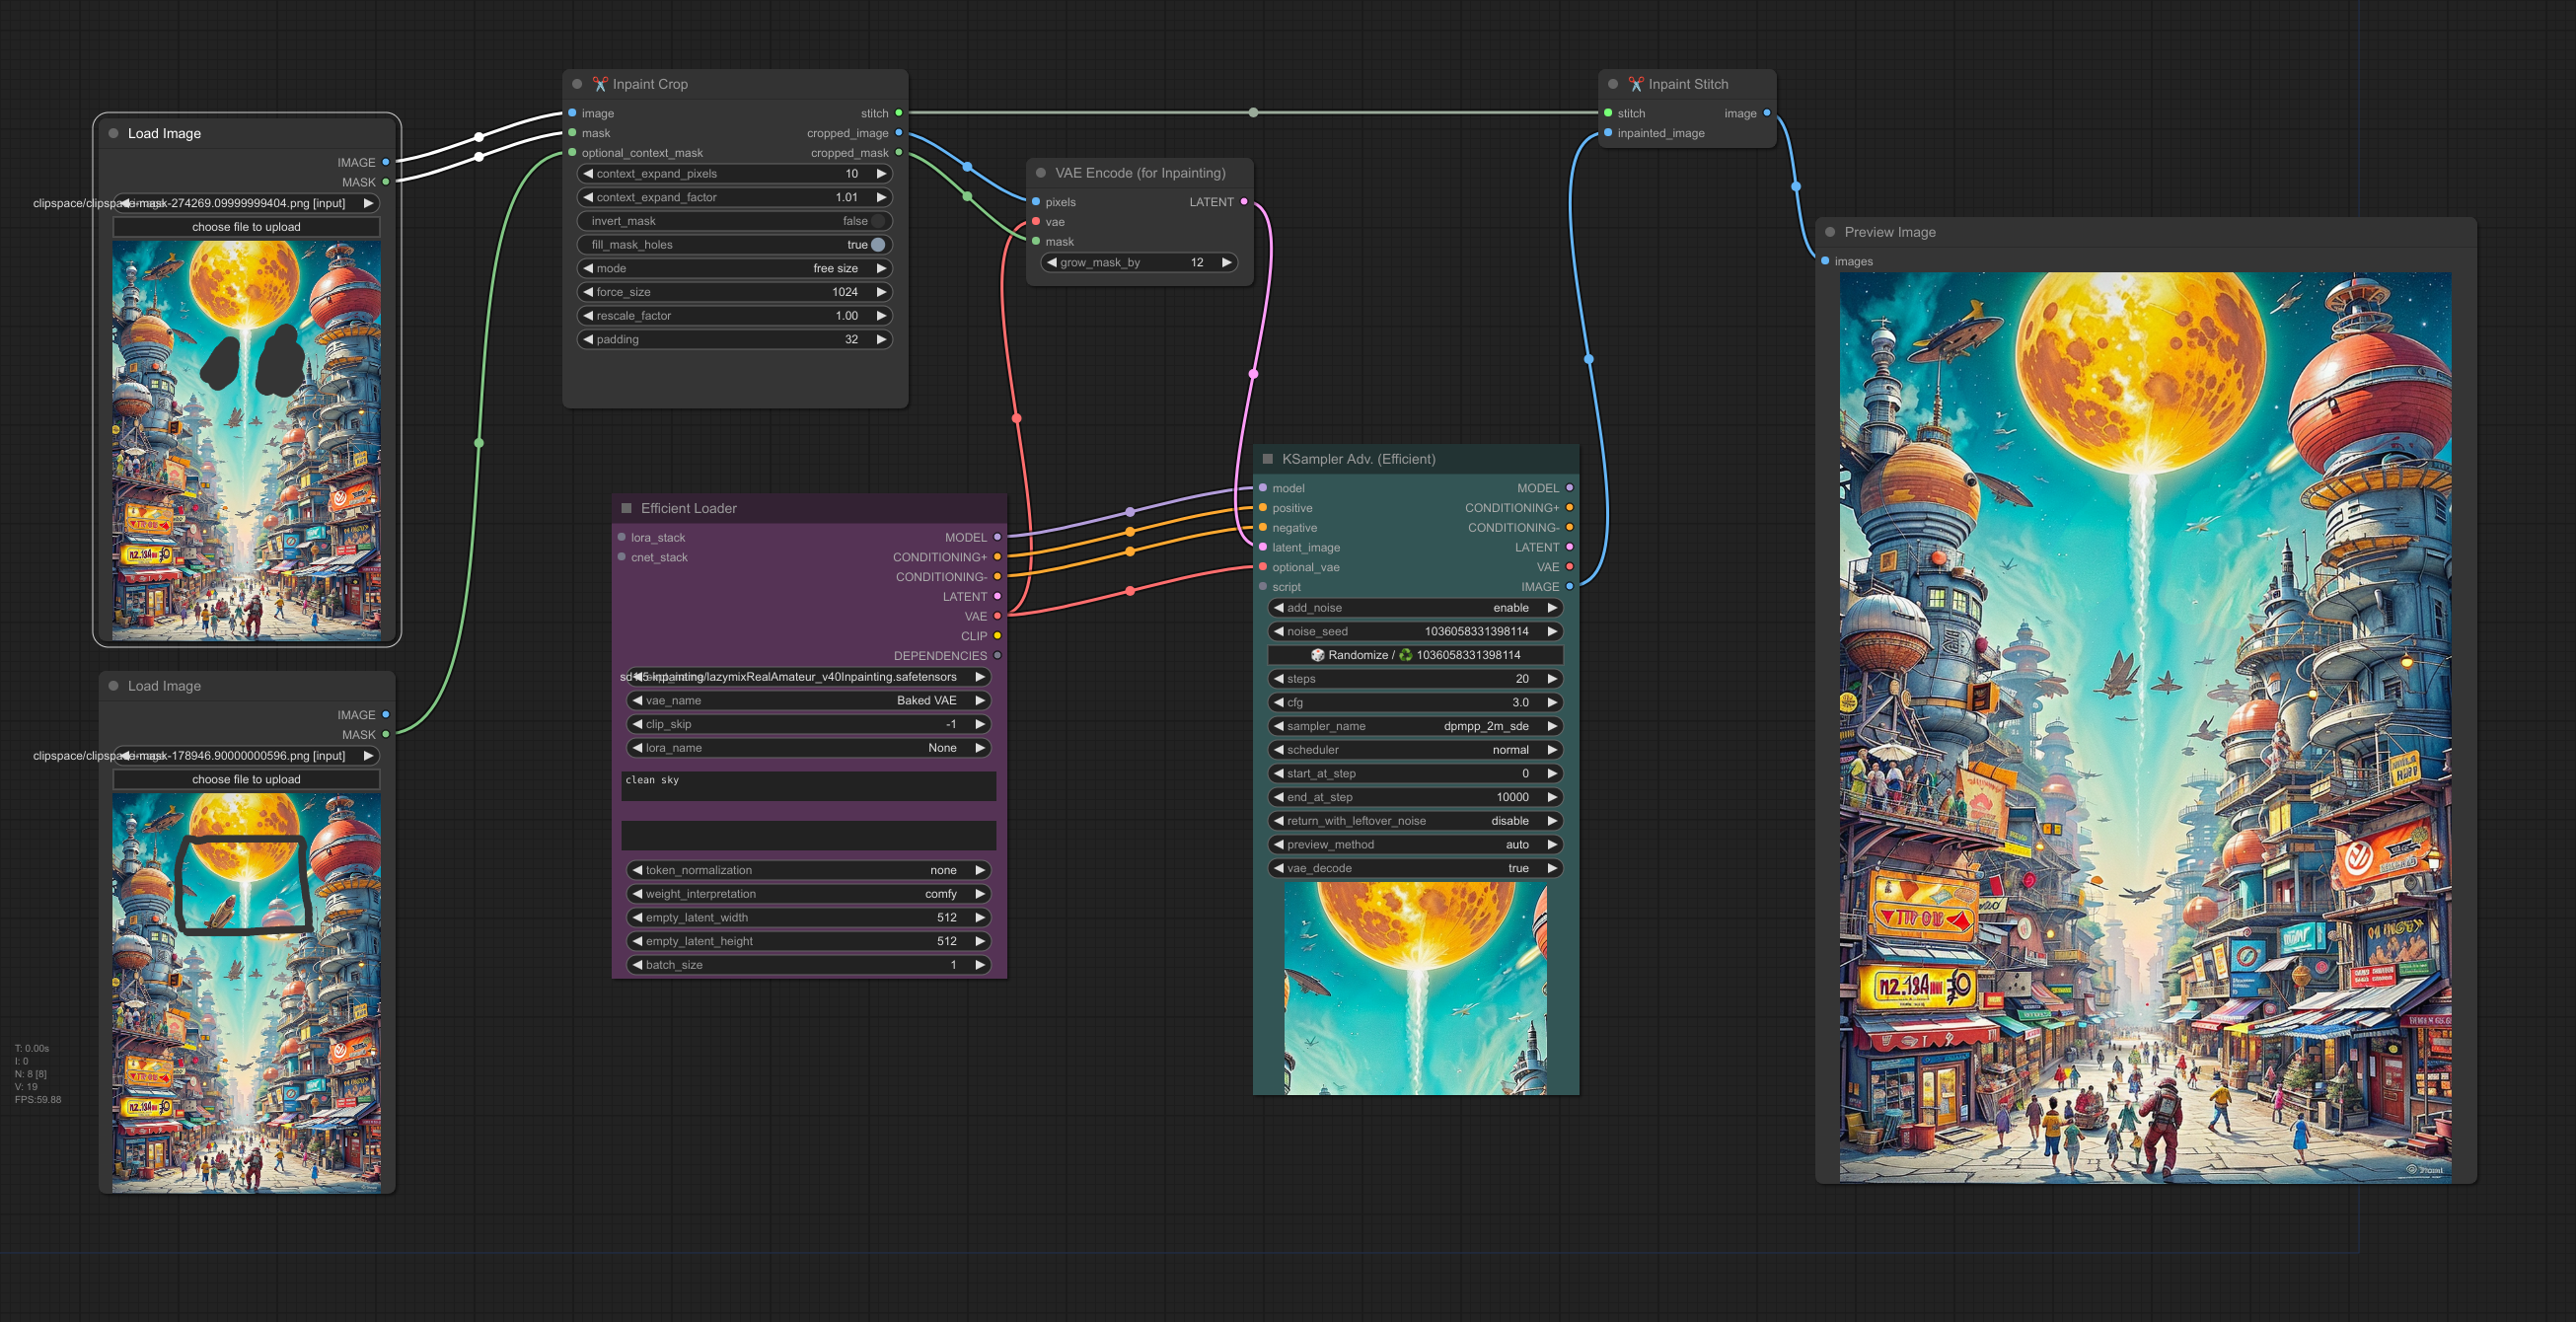 Load Image
IMAGE
MASK
274269.09999999404.png [input]
choose file to upload
Load Image
IMAGE
MASK
178946.90000000596.png [input]
choose file to upload
T: 0.00s
I: 0
N: 8 [8]
V: 19
FPS:59.88
✂️ Inpaint Crop
image stitch
mask cropped_image
optional_context_mask cropped_mask
context_expand_pixels 10
context_expand_factor 1.01
invert_mask false
fill_mask_holes true
mode free size
force_size 1024
rescale_factor 1.00
padding 32
Efficient Loader
lora_stack MODEL
cnet_stack CONDITIONING+
CONDITIONING-
LATENT
VAE
CLIP
DEPENDENCIES
inpainting/lazymixRealAmateur_v40Inpainting.safetensors
vae_name Baked VAE
clip_skip -1
lora_name None
clean sky
token_normalization none
weight_interpretation comfy
empty_latent_width 512
empty_latent_height 512
batch_size 1
VAE Encode (for Inpainting)
pixels LATENT
vae
mask
grow_mask_by 12
KSampler Adv. (Efficient)
model MODEL
positive CONDITIONING+
negative CONDITIONING-
latent_image LATENT
optional_vae VAE
script IMAGE
add_noise enable
noise_seed 1036058331398114
🎲 Randomize / ♻️ 1036058331398114
steps 20
cfg 3.0
sampler_name dpmpp_2m_sde
scheduler normal
start_at_step 0
end_at_step 10000
return_with_leftover_noise disable
preview_method auto
vae_decode true
✂️ Inpaint Stitch
stitch image
inpainted_image
Preview Image
images